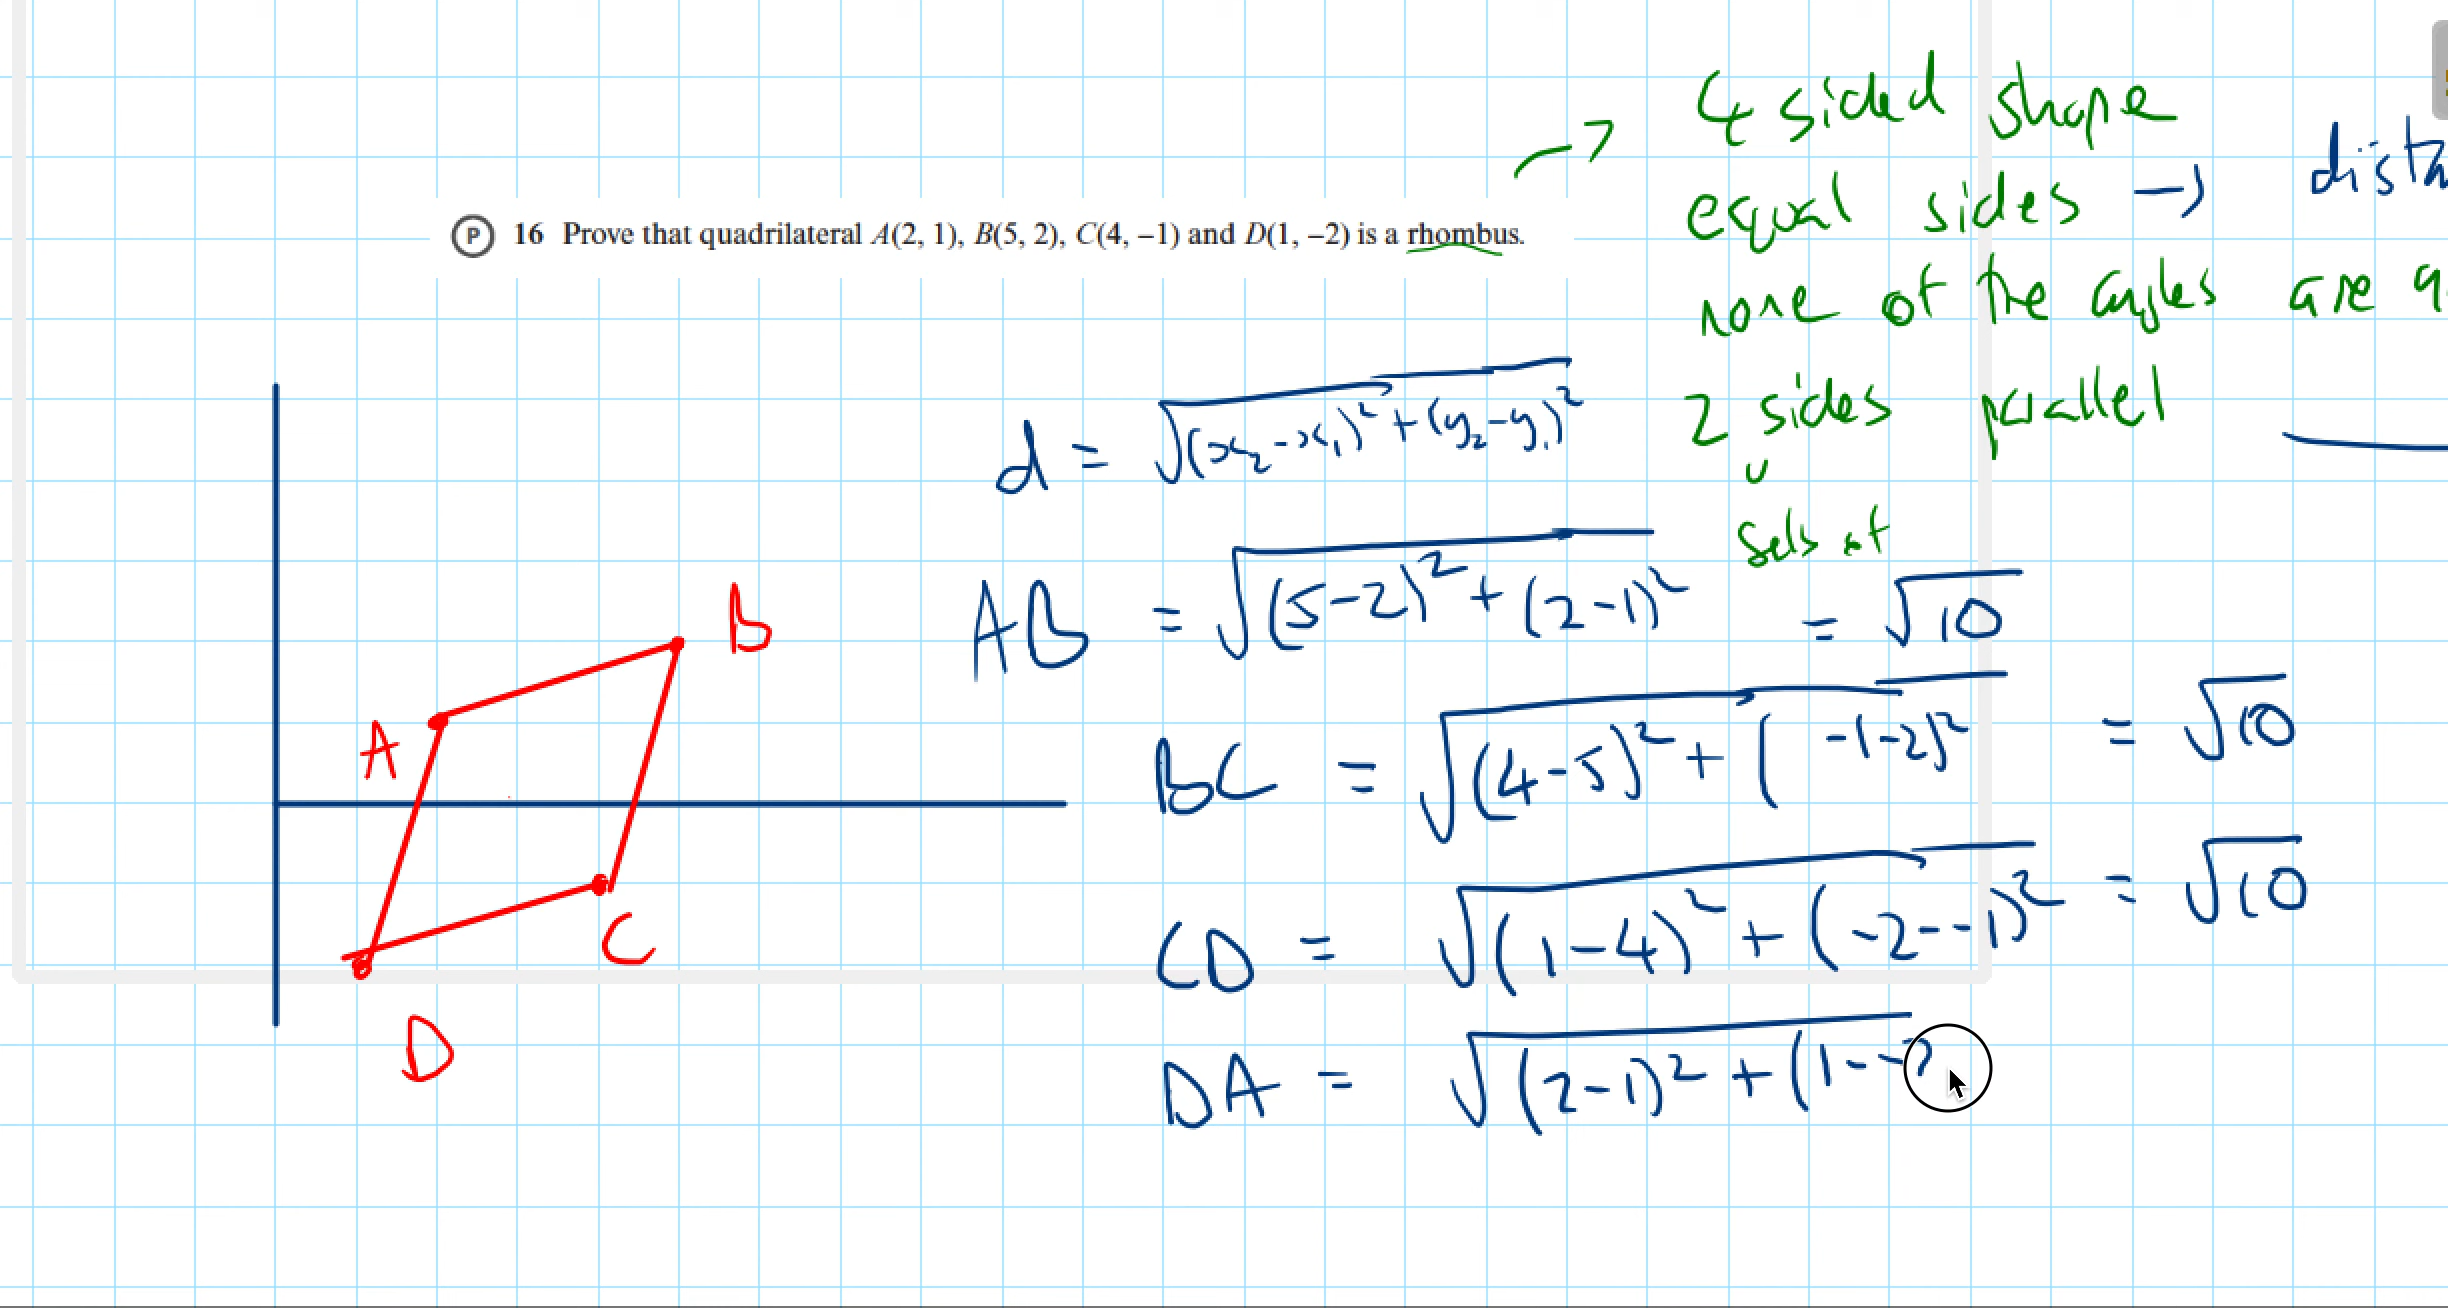 4 sided shape
equal sides →
Ⓟ 16 Prove that quadrilateral A(2, 1), B(5, 2), C(4, –1) and D(1, –2) is a rhombus.
none of the angles are
2 sides parallel
sets of
d = √(x₂-x₁)²+(y₂-y₁)²
AB = √(5-2)²+(2-1)² = √10
BC = √(4-5)²+(-1-2)² = √10
CD = √(1-4)²+(-2--1)² = √10
DA = √(2-1)²+(1--2
A
B
C
D